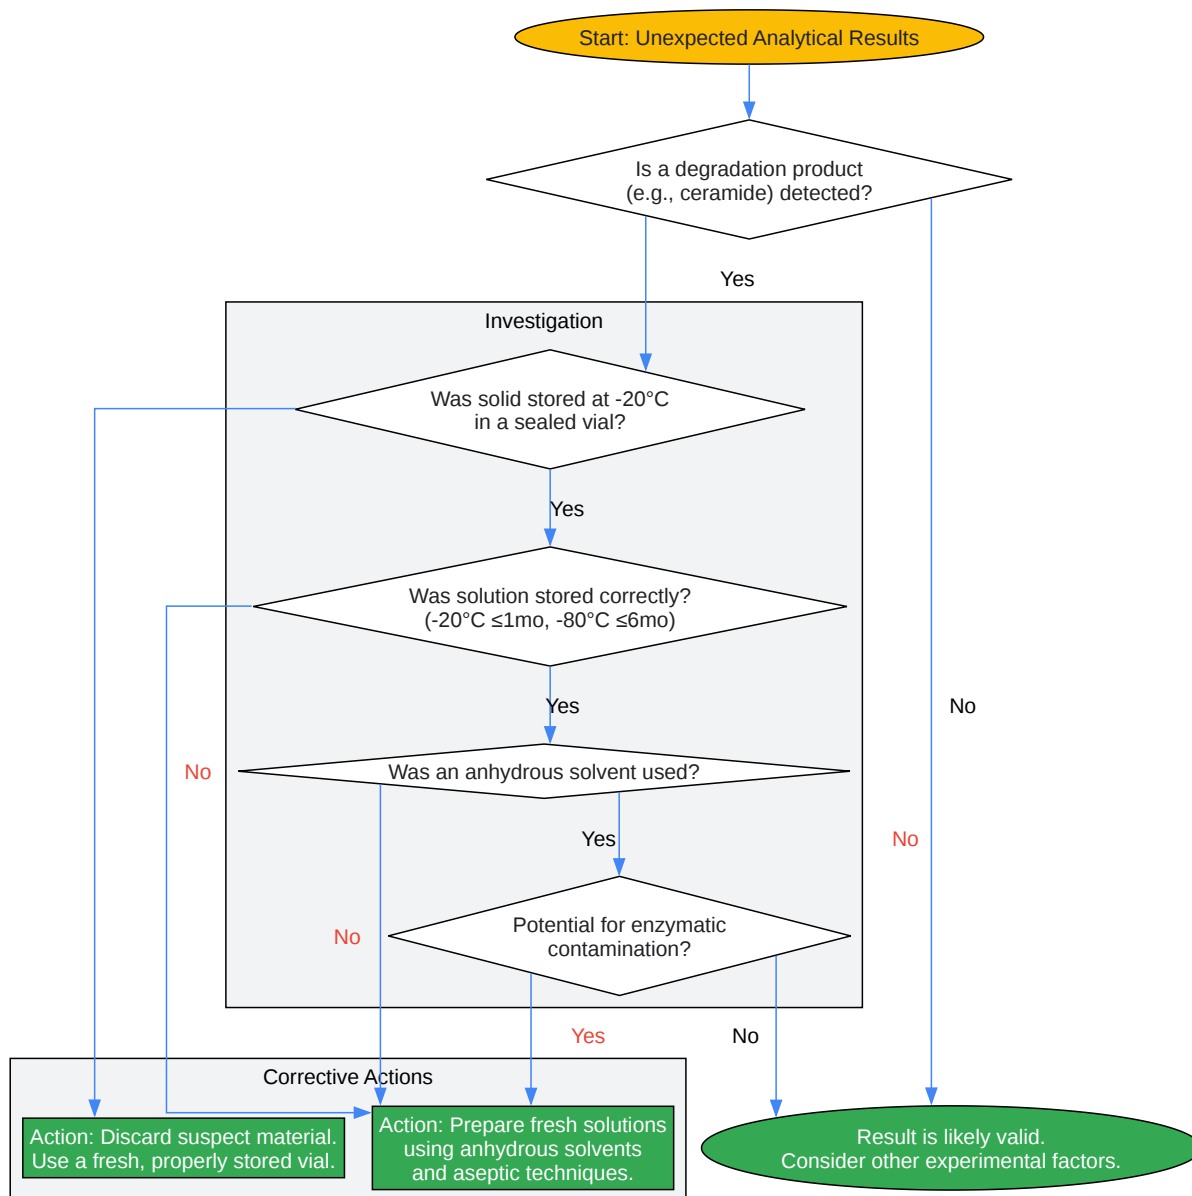 Start: Unexpected Analytical Results
Is a degradation product
(e.g., ceramide) detected?
Yes
Investigation
Was solid stored at -20°C
in a sealed vial?
Yes
Was solution stored correctly?
(-20°C ≤1mo, -80°C ≤6mo)
Yes
No
No
Was an anhydrous solvent used?
Yes
No
No
Potential for enzymatic
contamination?
Yes
No
Corrective Actions
Action: Discard suspect material.
Use a fresh, properly stored vial.
Action: Prepare fresh solutions
using anhydrous solvents
and aseptic techniques.
Result is likely valid.
Consider other experimental factors.